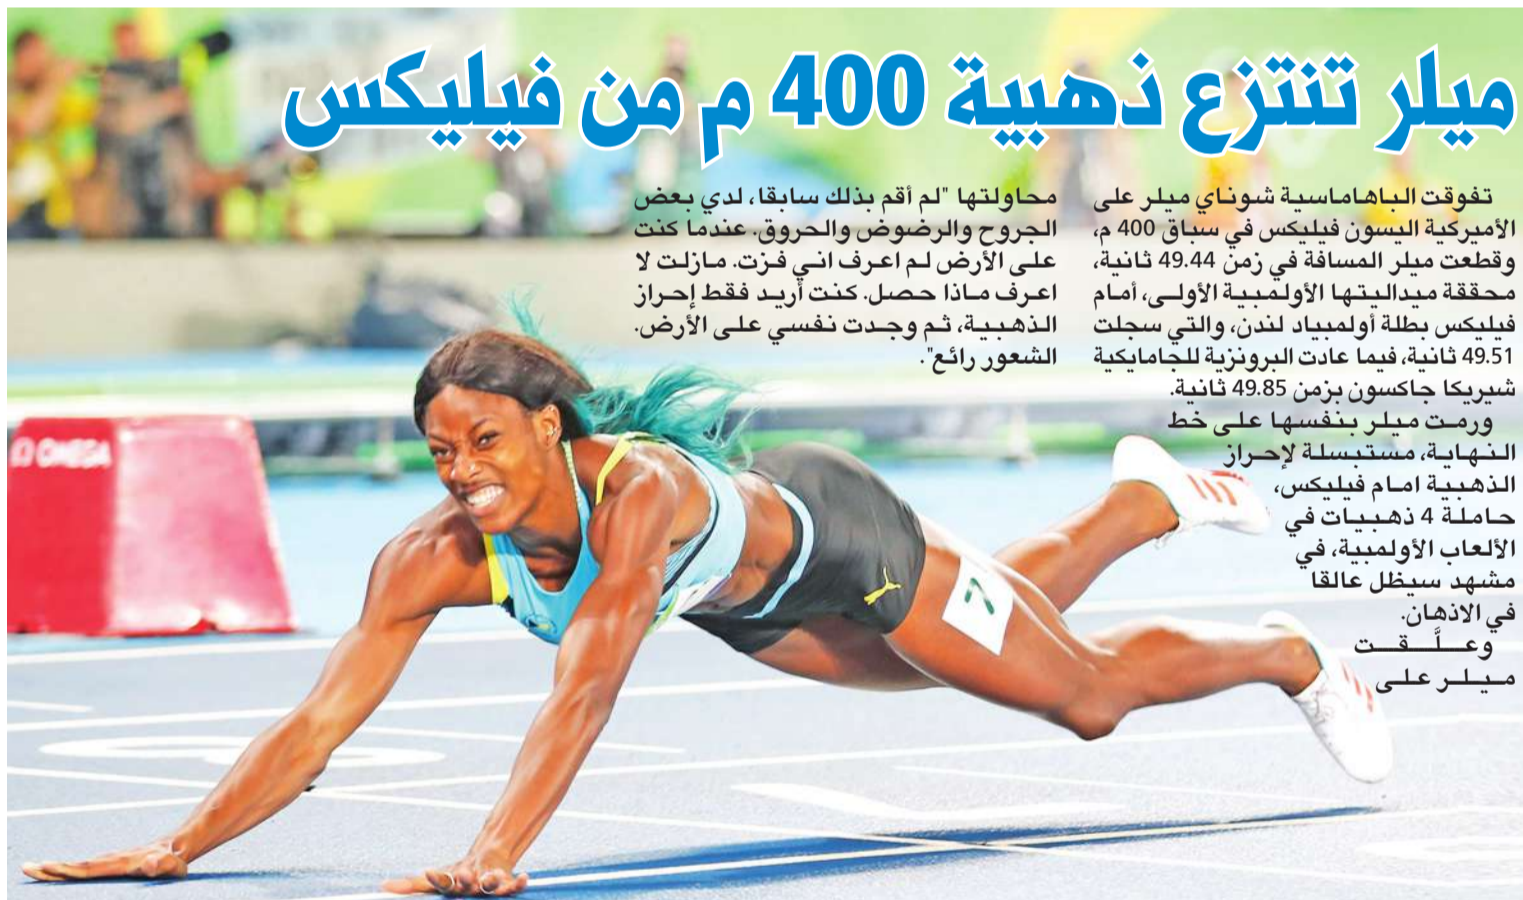 ميلر تنتزع ذهبية 400 م من فيليكس
تفوقت الباهاماسية شوناي ميلر على
الأميركية اليسون فيليكس في سباق 400 م،
وقطعت ميلر المسافة في زمن 49.44 ثانية،
محققة ميداليتها الأولمبية الأولى، أمام
فيليكس بطلة أولمبياد لندن، والتي سجلت
49.51 ثانية، فيما عادت البرونزية للجامايكية
شيريكا جاكسون بزمن 49.85 ثانية.
ورمت ميلر بنفسها على خط
النهاية، مستبسلة لإحراز
الذهبية امام فيليكس،
حاملة 4 ذهبيات في
الألعاب الأولمبية، في
مشهد سيظل عالقا
في الاذهان.
وعلَّقت
ميلر على
محاولتها "لم أقم بذلك سابقا، لدي بعض
الجروح والرضوض والحروق. عندما كنت
على الأرض لم اعرف اني فزت. مازلت لا
اعرف ماذا حصل. كنت أريد فقط إحراز
الذهبية، ثم وجدت نفسي على الأرض.
الشعور رائع".
OMEGA
7